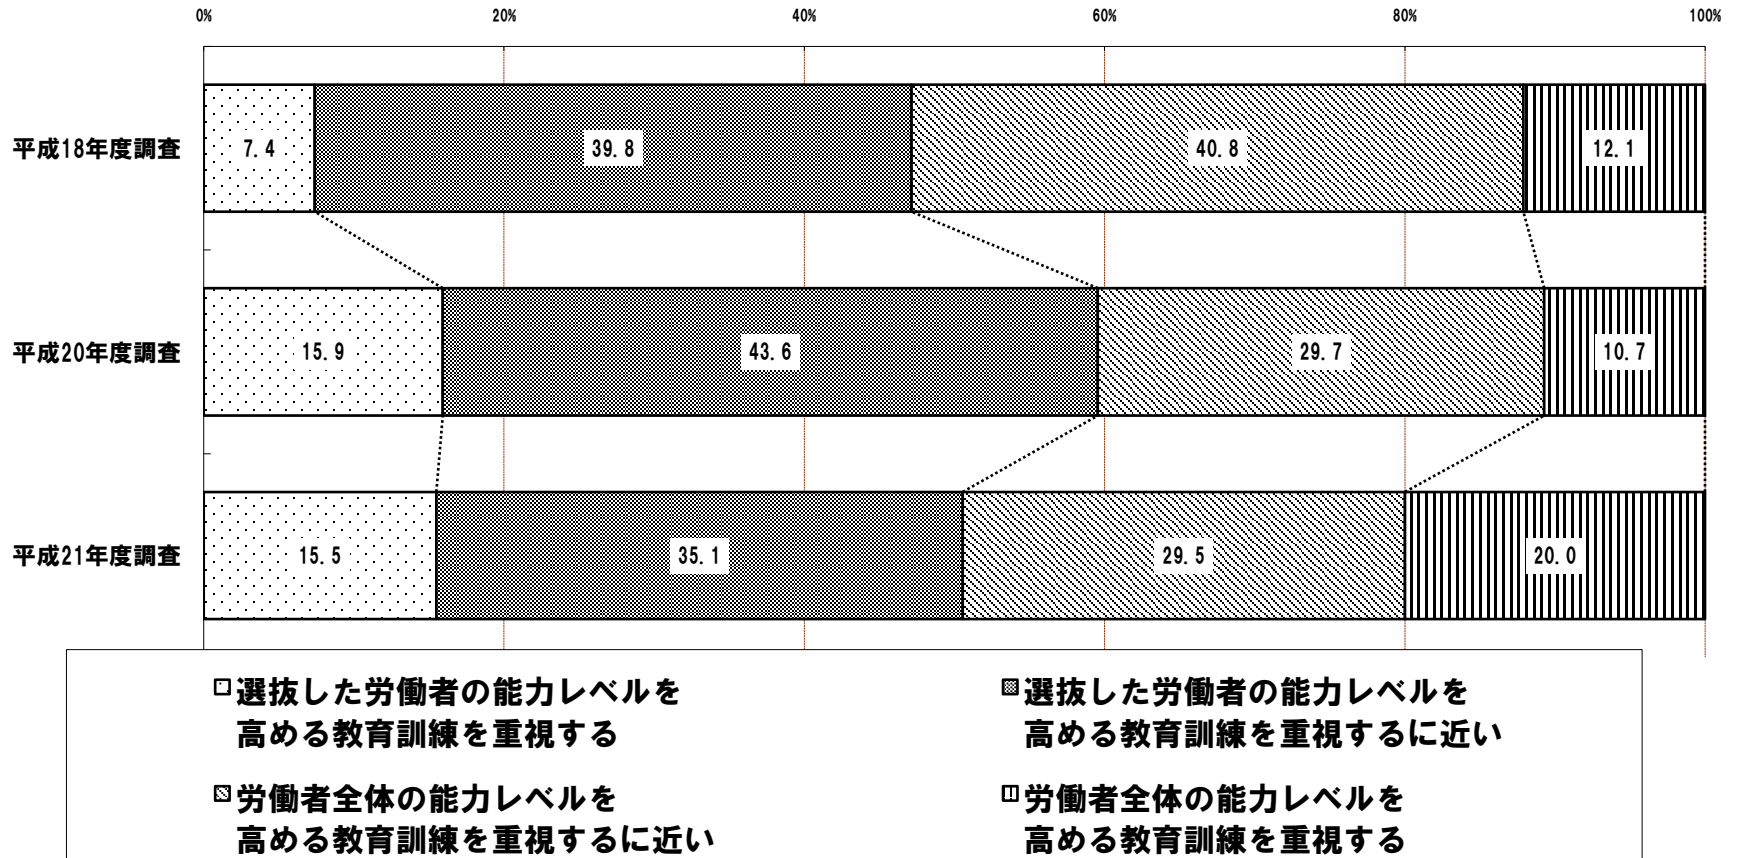 0% 20% 40% 60% 80% 100%
平成18年度調査 7.4 39.8 40.8 12.1
平成20年度調査 15.9 43.6 29.7 10.7
平成21年度調査 15.5 35.1 29.5 20.0
選抜した労働者の能力レベルを
高める教育訓練を重視する
選抜した労働者の能力レベルを
高める教育訓練を重視するに近い
労働者全体の能力レベルを
高める教育訓練を重視するに近い
労働者全体の能力レベルを
高める教育訓練を重視する